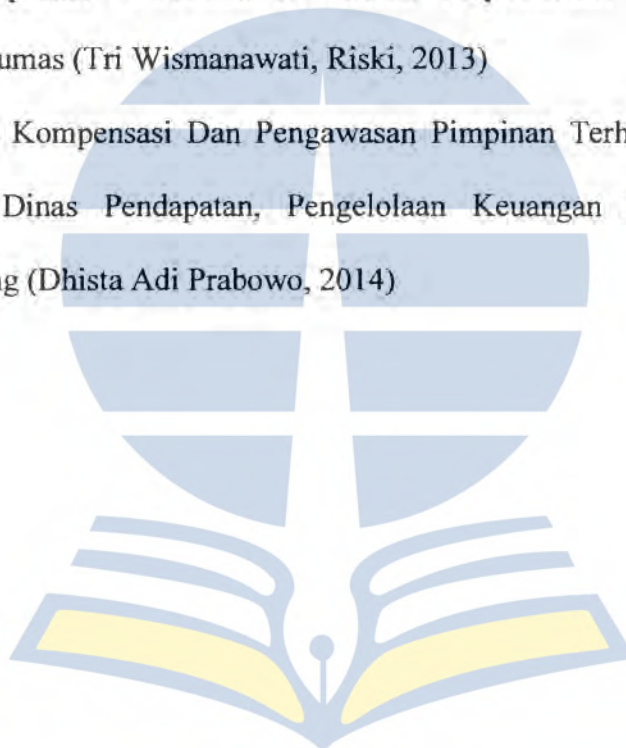 umas (Tri Wismanawati, Riski, 2013)
Kompensasi Dan Pengawasan Pimpinan Terh
Dinas Pendapatan, Pengelolaan Keuangan
g (Dhista Adi Prabowo, 2014)